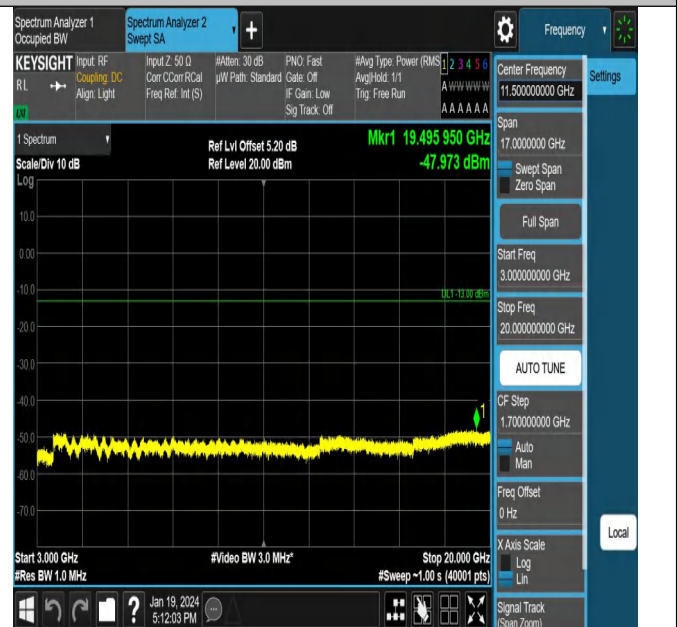 Spectrum Analyzer 1
Occupied BW
Spectrum Analyzer 2
Swept SA
Frequency
KEYSIGHT
RL
LXI
Input: RF
Coupling: DC
Align: Light
Input Z: 50 Ω
Corr CCorr RCal
Freq Ref: Int (S)
#Atten: 30 dB
µW Path: Standard
PNO: Fast
Gate: Off
IF Gain: Low
Sig Track: Off
#Avg Type: Power (RMS
Avg|Hold: 1/1
Trig: Free Run
1 2 3 4 5 6
A W W W W W
A A A A A A
1 Spectrum
Scale/Div 10 dB
Log
Ref Lvl Offset 5.20 dB
Ref Level 20.00 dBm
Mkr1 19.495 950 GHz
-47.973 dBm
10.0
0.00
-10.0
DL1 -13.00 dBm
-20.0
-30.0
-40.0
1
-50.0
-60.0
-70.0
Start 3.000 GHz
#Res BW 1.0 MHz
#Video BW 3.0 MHz*
Stop 20.000 GHz
#Sweep ~1.00 s (40001 pts)
Jan 19, 2024
5:12:03 PM
Center Frequency
11.500000000 GHz
Settings
Span
17.0000000 GHz
Swept Span
Zero Span
Full Span
Start Freq
3.000000000 GHz
Stop Freq
20.000000000 GHz
AUTO TUNE
CF Step
1.700000000 GHz
Auto
Man
Freq Offset
0 Hz
X Axis Scale
Log
Lin
Local
Signal Track
(Span Zoom)